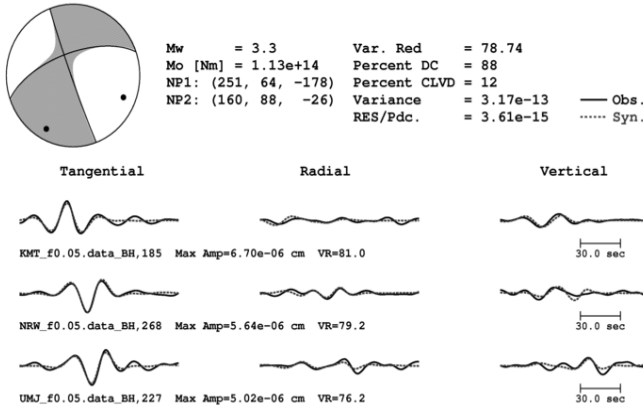 Mw = 3.3 Var. Red = 78.74
Mo [Nm] = 1.13e+14 Percent DC = 88
NP1: (251, 64, -178) Percent CLVD = 12
NP2: (160, 88, -26) Variance = 3.17e-13 Obs.
RES/Pdc. = 3.61e-15 Syn.
Tangential Radial Vertical
KMT_f0.05.data_BH,185 Max Amp=6.70e-06 cm VR=81.0 30.0 sec
NRW_f0.05.data_BH,268 Max Amp=5.64e-06 cm VR=79.2 30.0 sec
UMJ_f0.05.data_BH,227 Max Amp=5.02e-06 cm VR=76.2 30.0 sec